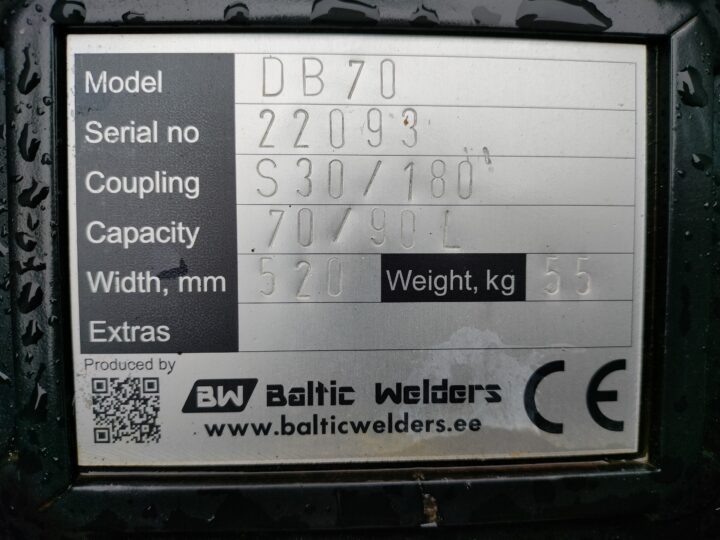 Model DB70
Serial no 22093
Coupling S30/180
Capacity 70/90L
Width, mm 520 Weight, kg 55
Extras
Produced by
BW Baltic Welders CE
www.balticwelders.ee